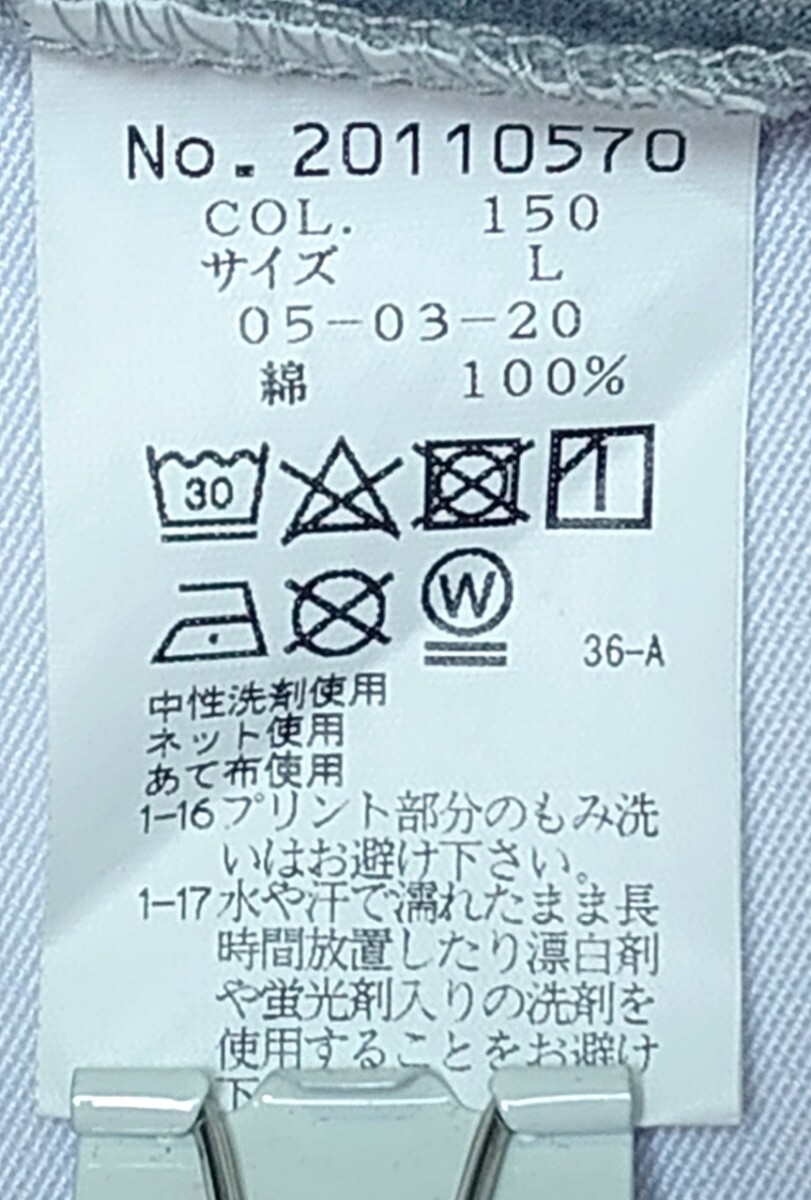 No. 20110570
COL. 150
サイズ L
05-03-20
綿 100%
30
W
36-A
中性洗剤使用
ネット使用
あて布使用
1-16 プリント部分のもみ洗
いはお避け下さい。
1-17 水や汗で濡れたまま長
時間放置したり漂白剤
や蛍光剤入りの洗剤を
使用することをお避け
下